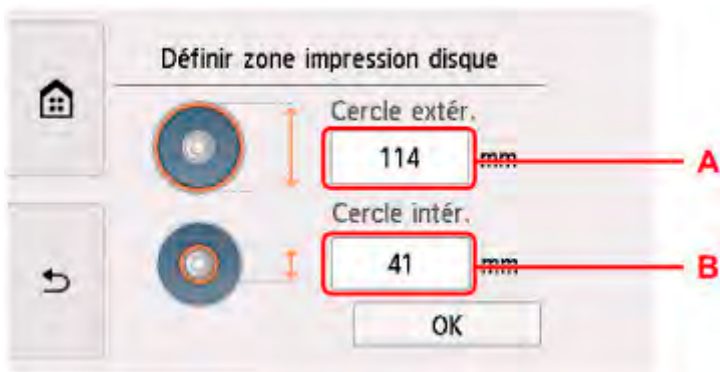 Définir zone impression disque
Cercle extér.
114 mm
A
Cercle intér.
41 mm
B
OK